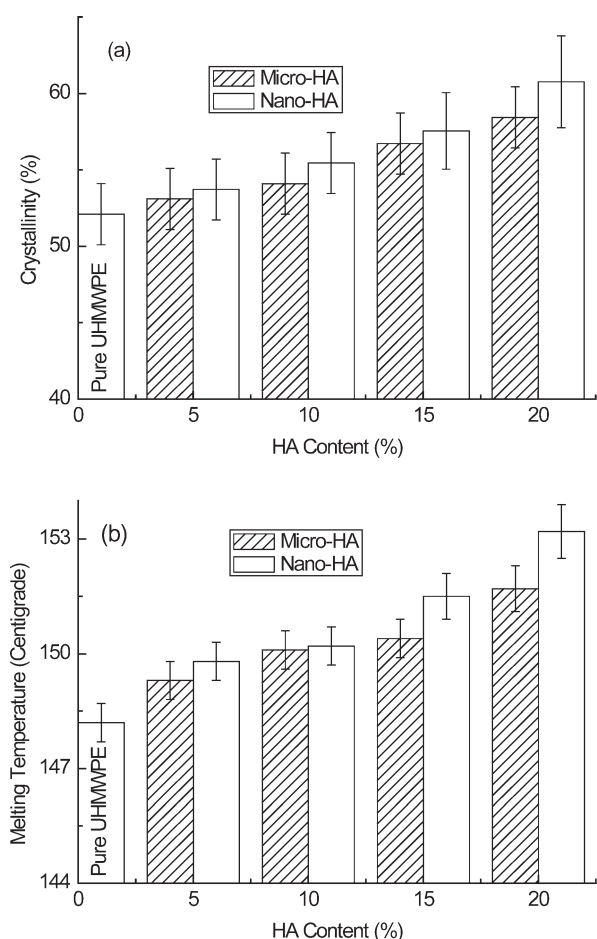 (a)
Micro-HA
Nano-HA
60
50
40
Crystallinity (%)
Pure UHMWPE
0 5 10 15 20
HA Content (%)
(b)
Micro-HA
Nano-HA
153
150
147
144
Melting Temperature (Centigrade)
Pure UHMWPE
0 5 10 15 20
HA Content (%)